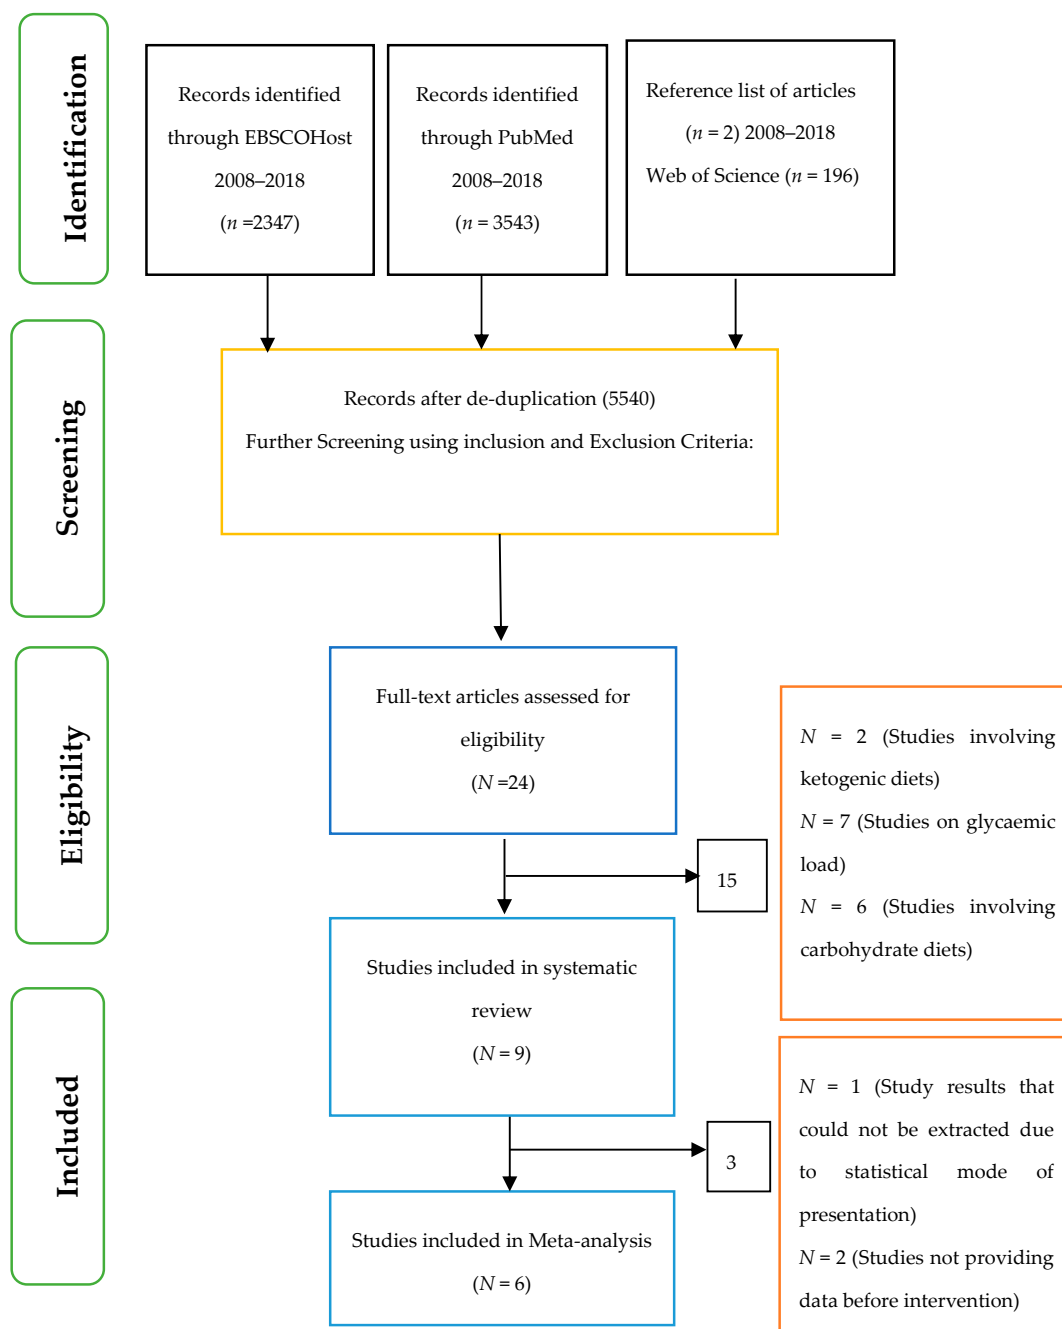 Identification
Records identified
through EBSCOHost
2008–2018
(n =2347)
Records identified
through PubMed
2008–2018
(n = 3543)
Reference list of articles
(n = 2) 2008–2018
Web of Science (n = 196)
Screening
Records after de-duplication (5540)
Further Screening using inclusion and Exclusion Criteria:
Eligibility
Full-text articles assessed for
eligibility
(N =24)
15
N = 2 (Studies involving
ketogenic diets)
N = 7 (Studies on glycaemic
load)
N = 6 (Studies involving
carbohydrate diets)
Studies included in systematic
review
(N = 9)
Included
3
N = 1 (Study results that
could not be extracted due
to statistical mode of
presentation)
N = 2 (Studies not providing
data before intervention)
Studies included in Meta-analysis
(N = 6)